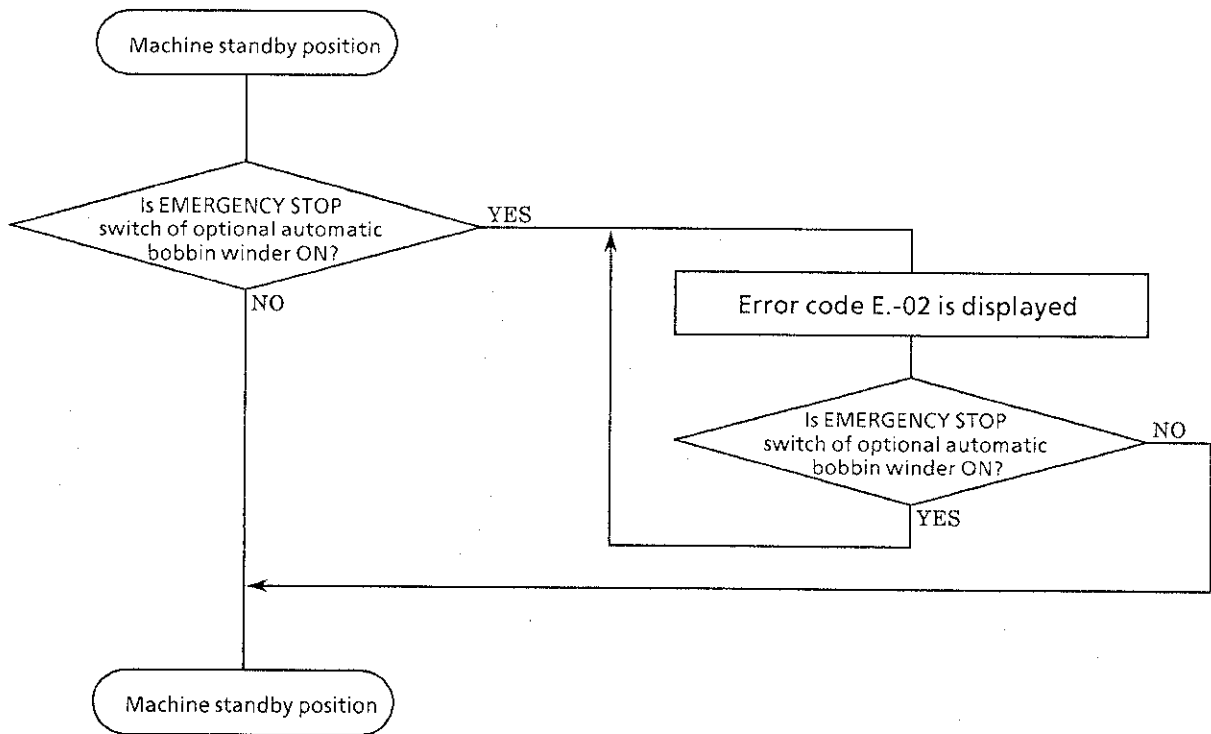 Machine standby position
Is EMERGENCY STOP
switch of optional automatic
bobbin winder ON?
YES
NO
Error code E.-02 is displayed
Is EMERGENCY STOP
switch of optional automatic
bobbin winder ON?
NO
YES
Machine standby position